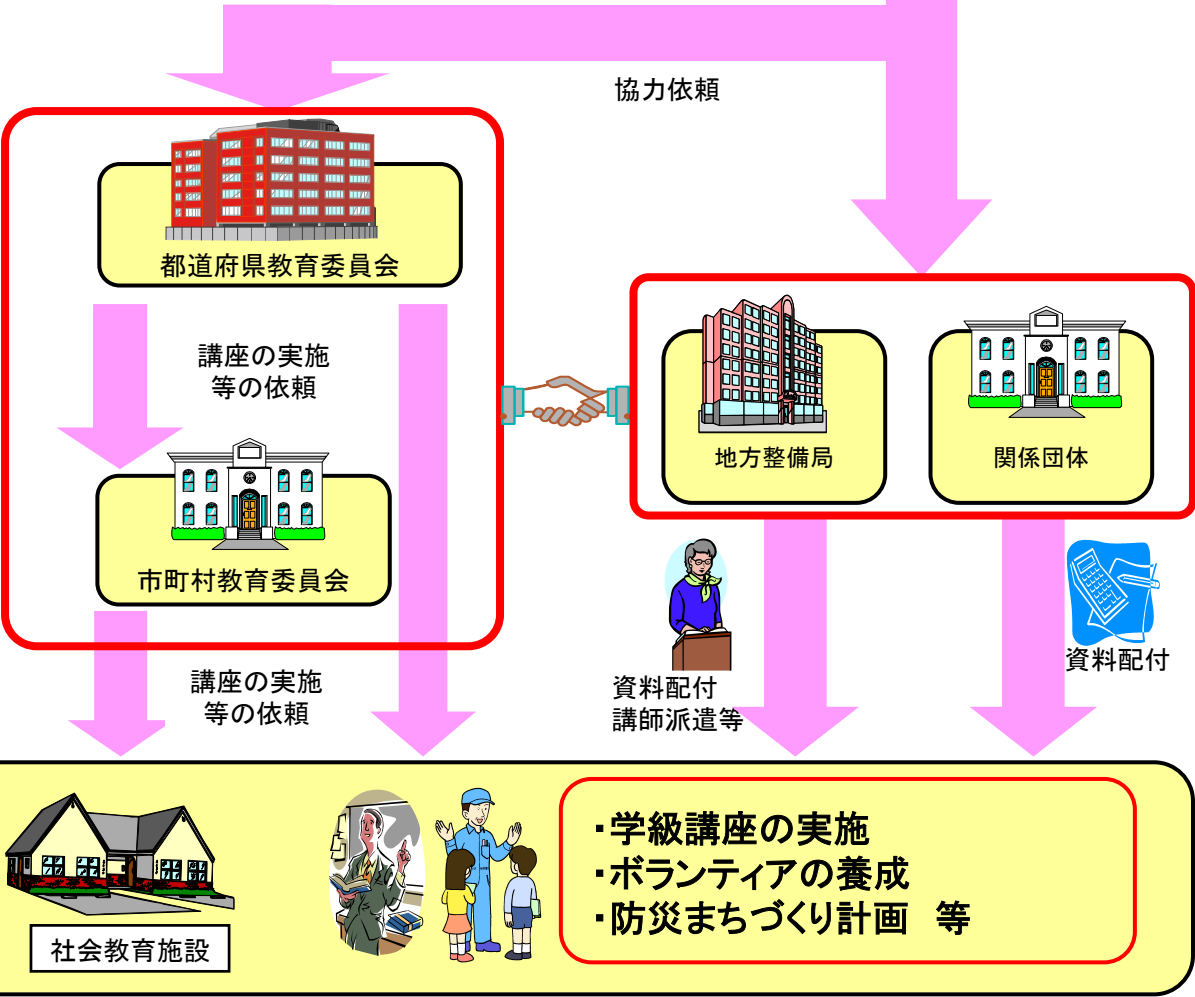 協力依頼
都道府県教育委員会
講座の実施
等の依頼
地方整備局
関係団体
市町村教育委員会
講座の実施
等の依頼
資料配付
講師派遣等
資料配付
・学級講座の実施
・ボランティアの養成
・防災まちづくり計画　等
社会教育施設